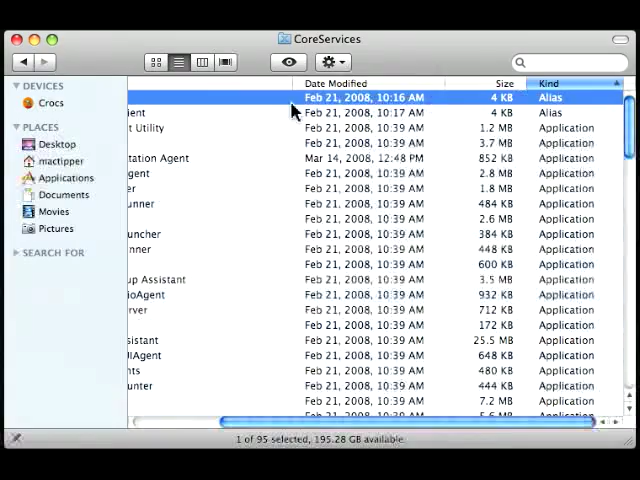 CoreServices
Date Modified Size Kind
DEVICES
Crocs
PLACES
Desktop
mactipper
Applications
Documents
Movies
Pictures
SEARCH FOR
Feb 21, 2008, 10:16 AM 4 KB Alias
ient Feb 21, 2008, 10:17 AM 4 KB Alias
t Utility Feb 21, 2008, 10:39 AM 1.2 MB Application
Feb 21, 2008, 10:39 AM 3.7 MB Application
tation Agent Mar 14, 2008, 12:48 PM 852 KB Application
gent Feb 21, 2008, 10:39 AM 2.8 MB Application
er Feb 21, 2008, 10:39 AM 1.8 MB Application
unner Feb 21, 2008, 10:39 AM 484 KB Application
Feb 21, 2008, 10:39 AM 2.6 MB Application
uncher Feb 21, 2008, 10:39 AM 384 KB Application
nner Feb 21, 2008, 10:39 AM 448 KB Application
Feb 21, 2008, 10:39 AM 600 KB Application
up Assistant Feb 21, 2008, 10:39 AM 3.5 MB Application
ioAgent Feb 21, 2008, 10:39 AM 932 KB Application
rver Feb 21, 2008, 10:39 AM 712 KB Application
Feb 21, 2008, 10:39 AM 172 KB Application
sistant Feb 21, 2008, 10:39 AM 25.5 MB Application
UIAgent Feb 21, 2008, 10:39 AM 648 KB Application
nts Feb 21, 2008, 10:39 AM 480 KB Application
unter Feb 21, 2008, 10:39 AM 444 KB Application
Feb 21, 2008, 10:39 AM 7.2 MB Application
Feb 21, 2008, 10:39 AM 5.6 MB Application
1 of 95 selected, 195.28 GB available